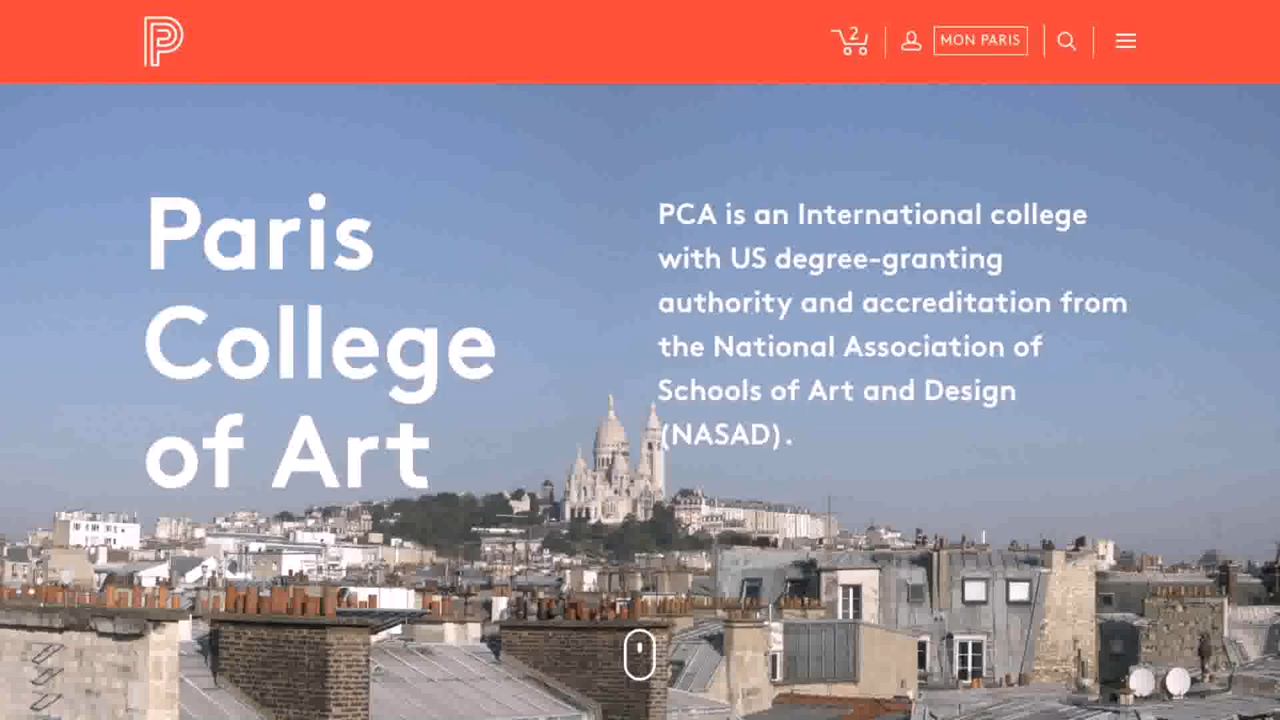 P
2
MON PARIS
Paris
College
of Art
PCA is an International college
with US degree-granting
authority and accreditation from
the National Association of
Schools of Art and Design
(NASAD).